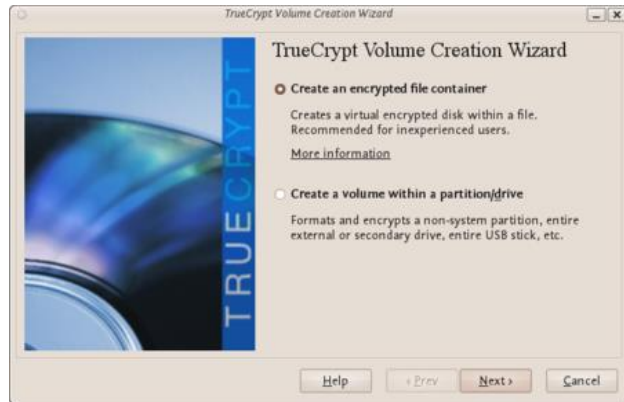 TrueCrypt Volume Creation Wizard
TRUECRYPT
TrueCrypt Volume Creation Wizard
Create an encrypted file container
Creates a virtual encrypted disk within a file.
Recommended for inexperienced users.
More information
Create a volume within a partition/drive
Formats and encrypts a non-system partition, entire
external or secondary drive, entire USB stick, etc.
Help
< Prev
Next >
Cancel